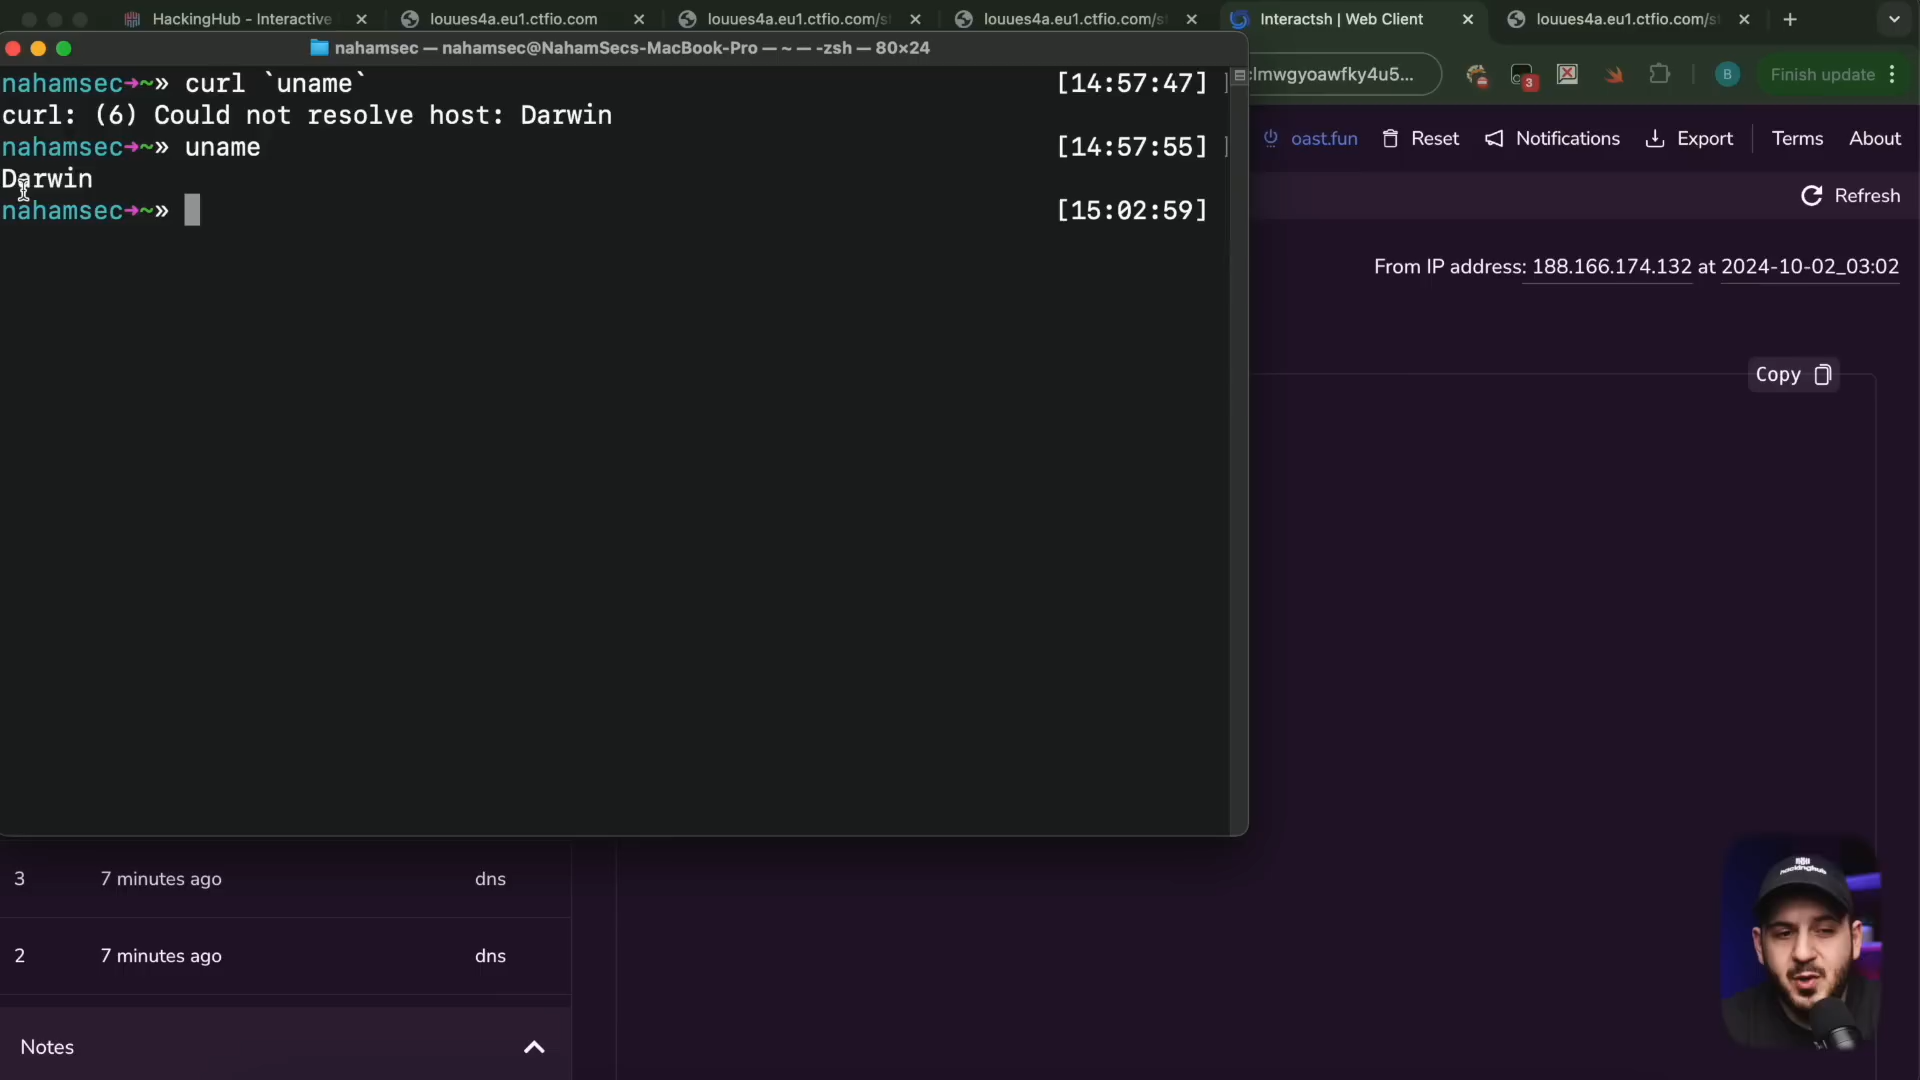 HackingHub - Interactive
louues4a.eu1.ctfio.com
louues4a.eu1.ctfio.com/s
louues4a.eu1.ctfio.com/s
Interactsh | Web Client
louues4a.eu1.ctfio.com/s
nahamsec — nahamsec@NahamSecs-MacBook-Pro — ~ — -zsh — 80×24
:lmwgyoawfky4u5...
3
B
Finish update
nahamsec→~» curl `uname` [14:57:47]
curl: (6) Could not resolve host: Darwin
nahamsec→~» uname [14:57:55]
Darwin
nahamsec→~» [15:02:59]
oast.fun
Reset
Notifications
Export
Terms
About
Refresh
From IP address: 188.166.174.132 at 2024-10-02_03:02
Copy
3 7 minutes ago dns
2 7 minutes ago dns
Notes
hackinghub